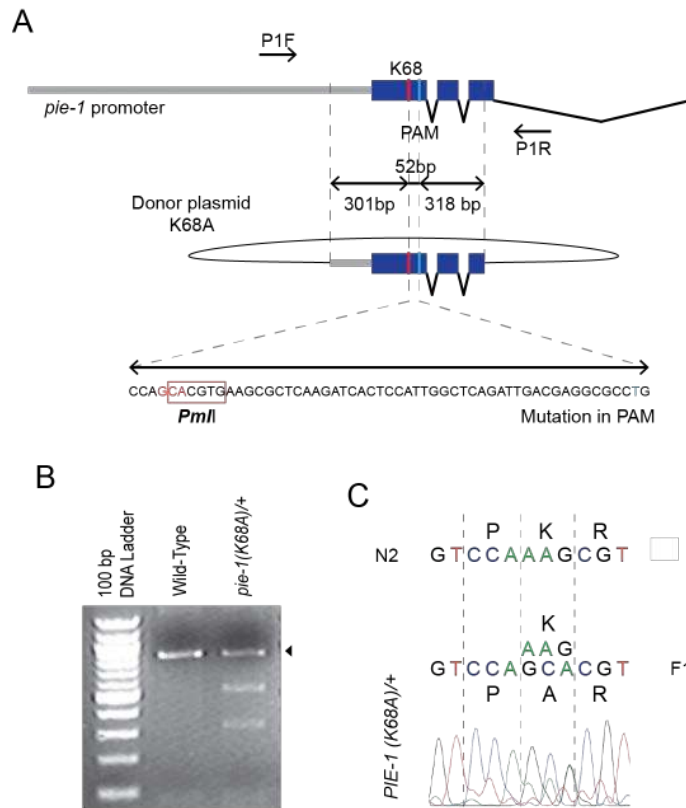 A
P1F
K68
pie-1 promoter
PAM
P1R
52bp
301bp
318 bp
Donor plasmid
K68A
CCAGCACGTGAAGCGCTCAAGATCACTCCATTGGCTCAGATTGACGAGGCGCCTG
PmlI
Mutation in PAM
B
100 bp
DNA Ladder
Wild-Type
pie-1(K68A)/+
C
P K R
N2
GTCCAAAGCGT
K
AAG
GTCCAGCACGT
F1
P A R
PIE-1 (K68A)/+